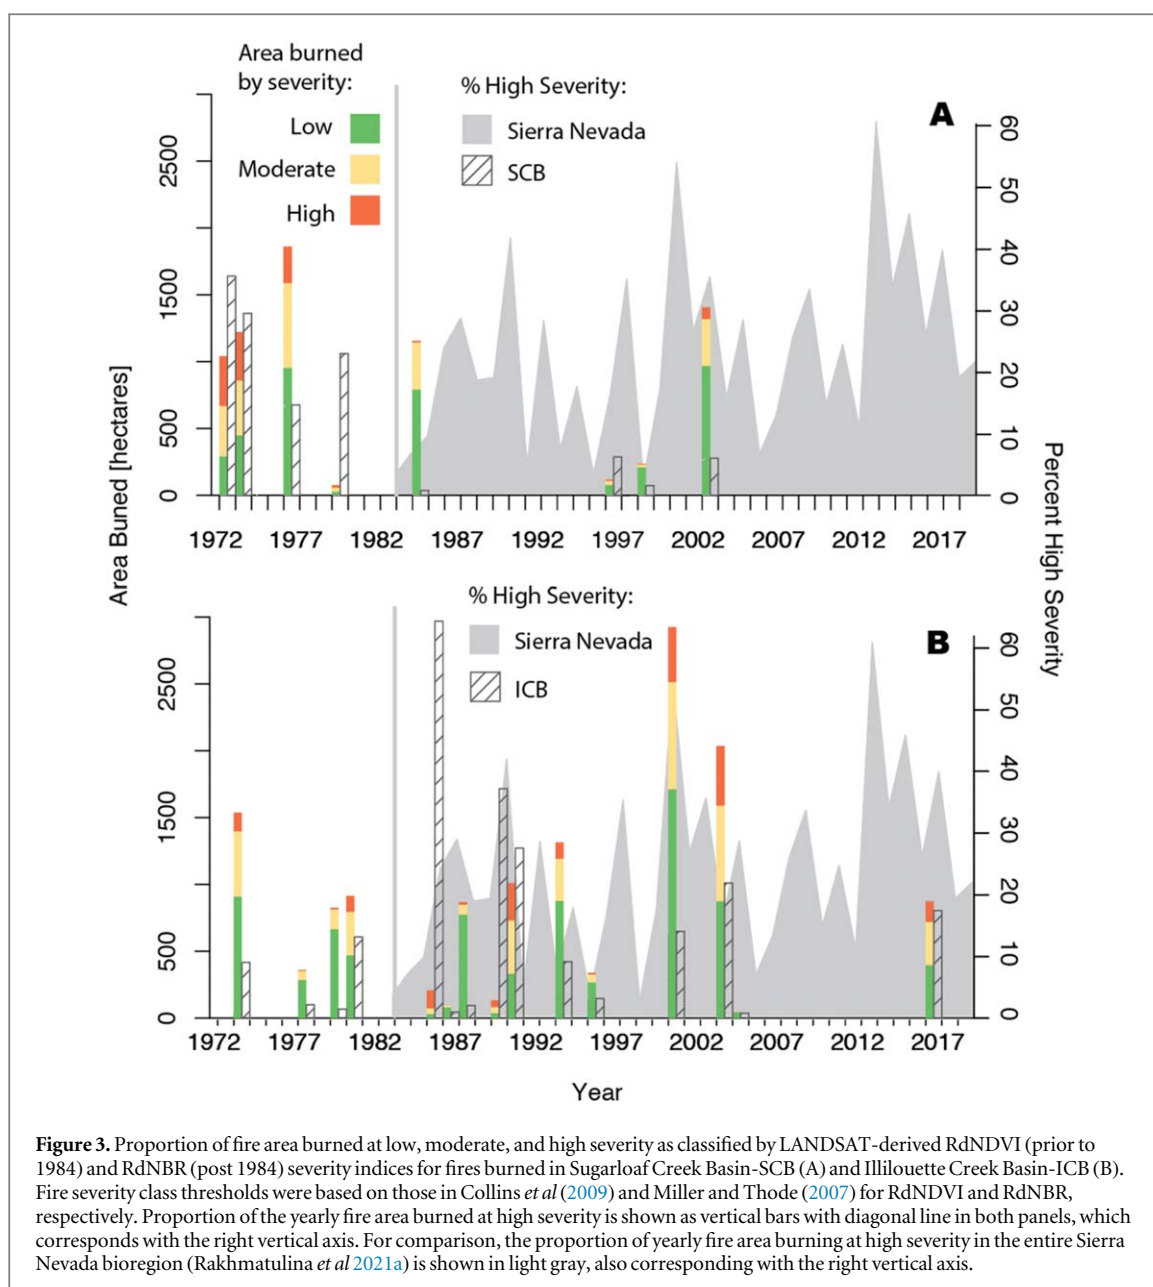 Area burned
by severity:
Low
Moderate
High
% High Severity:
Sierra Nevada
SCB
A
0
500
1500
2500
0
10
20
30
40
50
60
1972
1977
1982
1987
1992
1997
2002
2007
2012
2017
Area Buned [hectares]
Percent High Severity
% High Severity:
Sierra Nevada
ICB
B
0
500
1500
2500
0
10
20
30
40
50
60
1972
1977
1982
1987
1992
1997
2002
2007
2012
2017
Year
Figure 3. Proportion of fire area burned at low, moderate, and high severity as classified by LANDSAT-derived RdNDVI (prior to
1984) and RdNBR (post 1984) severity indices for fires burned in Sugarloaf Creek Basin-SCB (A) and Illilouette Creek Basin-ICB (B).
Fire severity class thresholds were based on those in Collins et al (2009) and Miller and Thode (2007) for RdNDVI and RdNBR,
respectively. Proportion of the yearly fire area burned at high severity is shown as vertical bars with diagonal line in both panels, which
corresponds with the right vertical axis. For comparison, the proportion of yearly fire area burning at high severity in the entire Sierra
Nevada bioregion (Rakhmatulina et al 2021a) is shown in light gray, also corresponding with the right vertical axis.